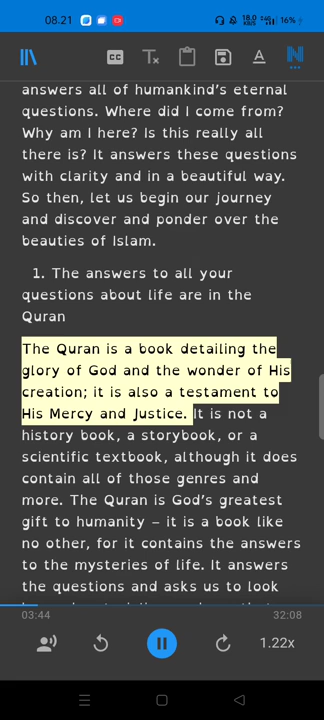 08.21
18.0 KB/S
16%
CC
answers all of humankind's eternal
questions. Where did I come from?
Why am I here? Is this really all
there is? It answers these questions
with clarity and in a beautiful way.
So then, let us begin our journey
and discover and ponder over the
beauties of Islam.
1. The answers to all your
questions about life are in the
Quran
The Quran is a book detailing the
glory of God and the wonder of His
creation; it is also a testament to
His Mercy and Justice. It is not a
history book, a storybook, or a
scientific textbook, although it does
contain all of those genres and
more. The Quran is God's greatest
gift to humanity – it is a book like
no other, for it contains the answers
to the mysteries of life. It answers
the questions and asks us to look
03:44
32:08
1.22x